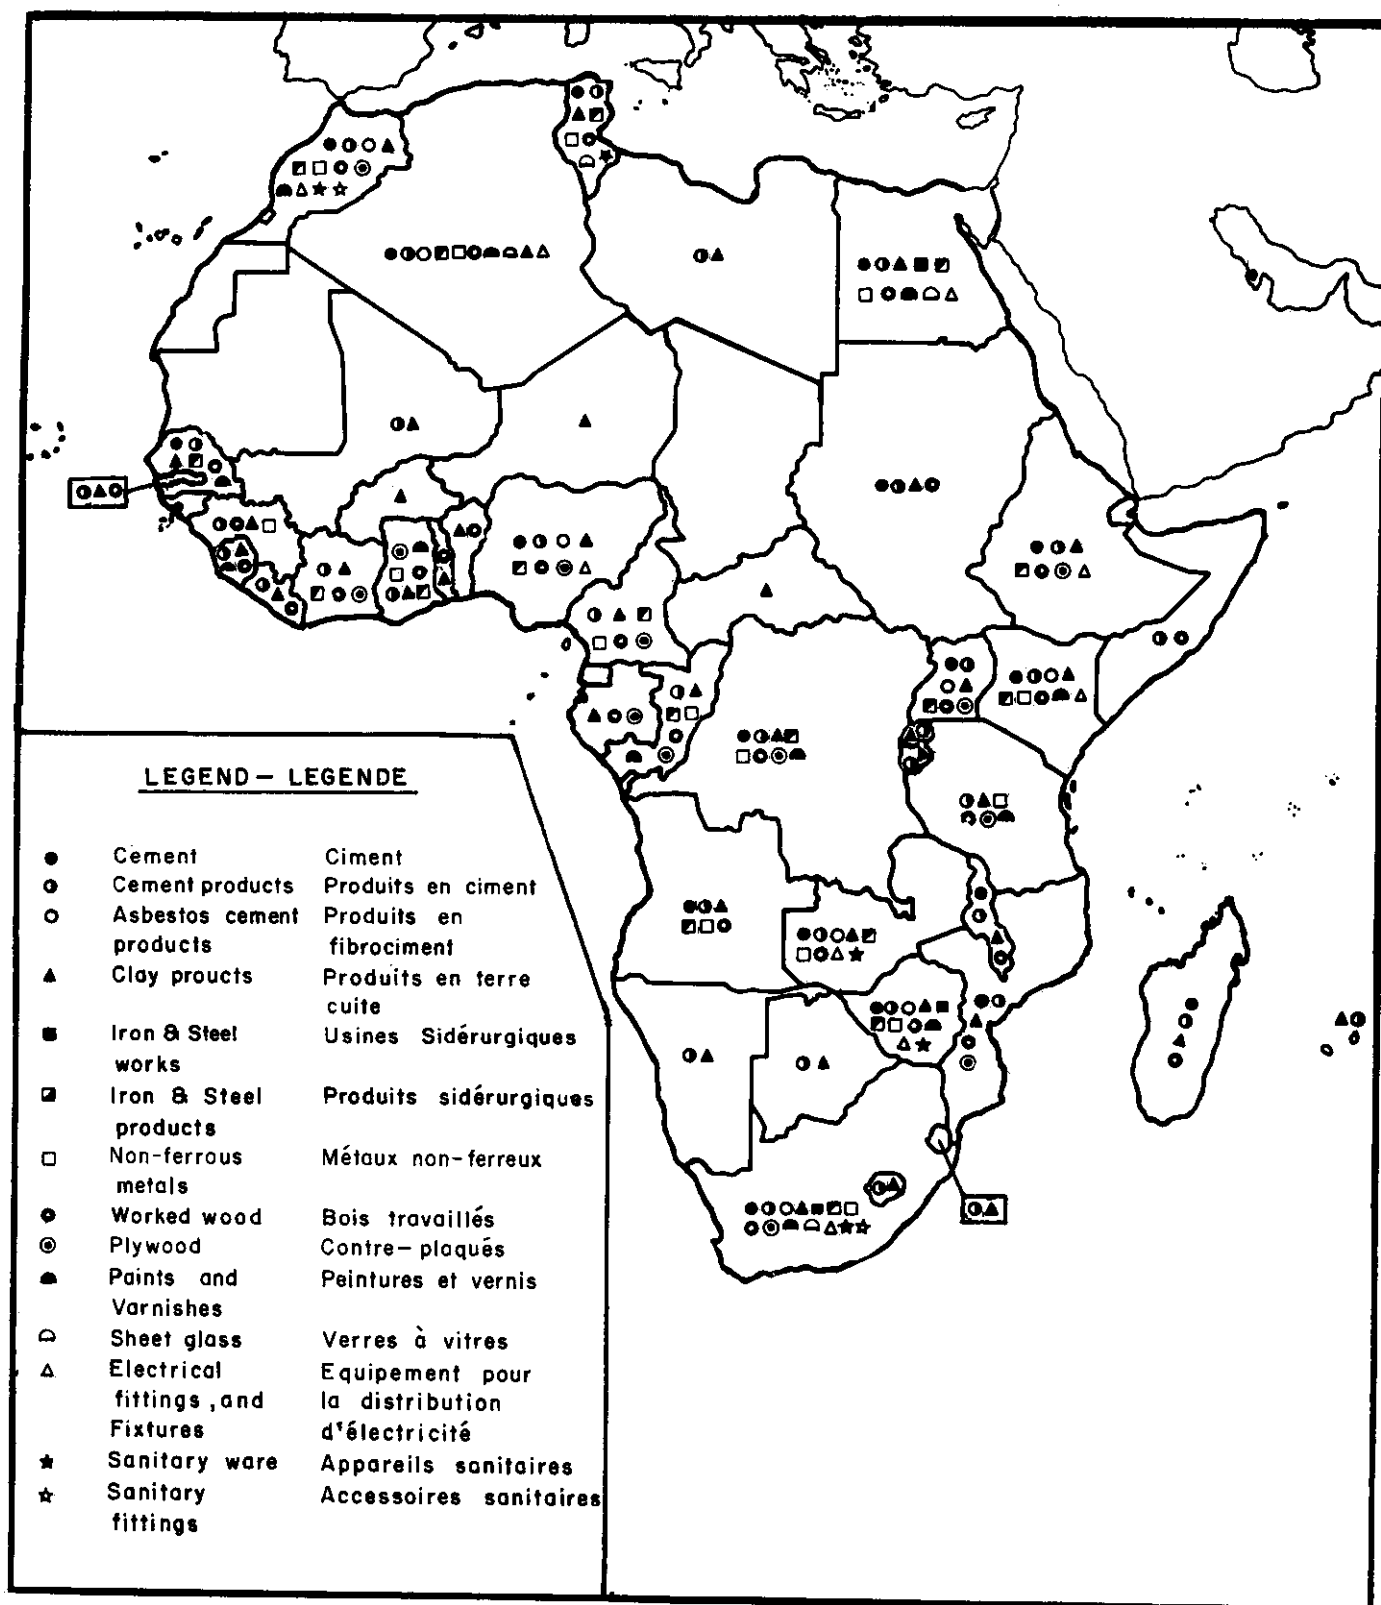 LEGEND – LEGENDE
Cement Ciment
Cement products Produits en ciment
Asbestos cement Produits en
products fibrociment
Clay proucts Produits en terre
cuite
Iron & Steel Usines Sidérurgiques
works
Iron & Steel Produits sidérurgiques
products
Non-ferrous Métaux non-ferreux
metals
Worked wood Bois travaillés
Plywood Contre-plaqués
Paints and Peintures et vernis
Varnishes
Sheet glass Verres à vitres
Electrical Equipement pour
fittings, and la distribution
Fixtures d'électricité
Sanitary ware Appareils sanitaires
Sanitary Accessoires sanitaires
fittings